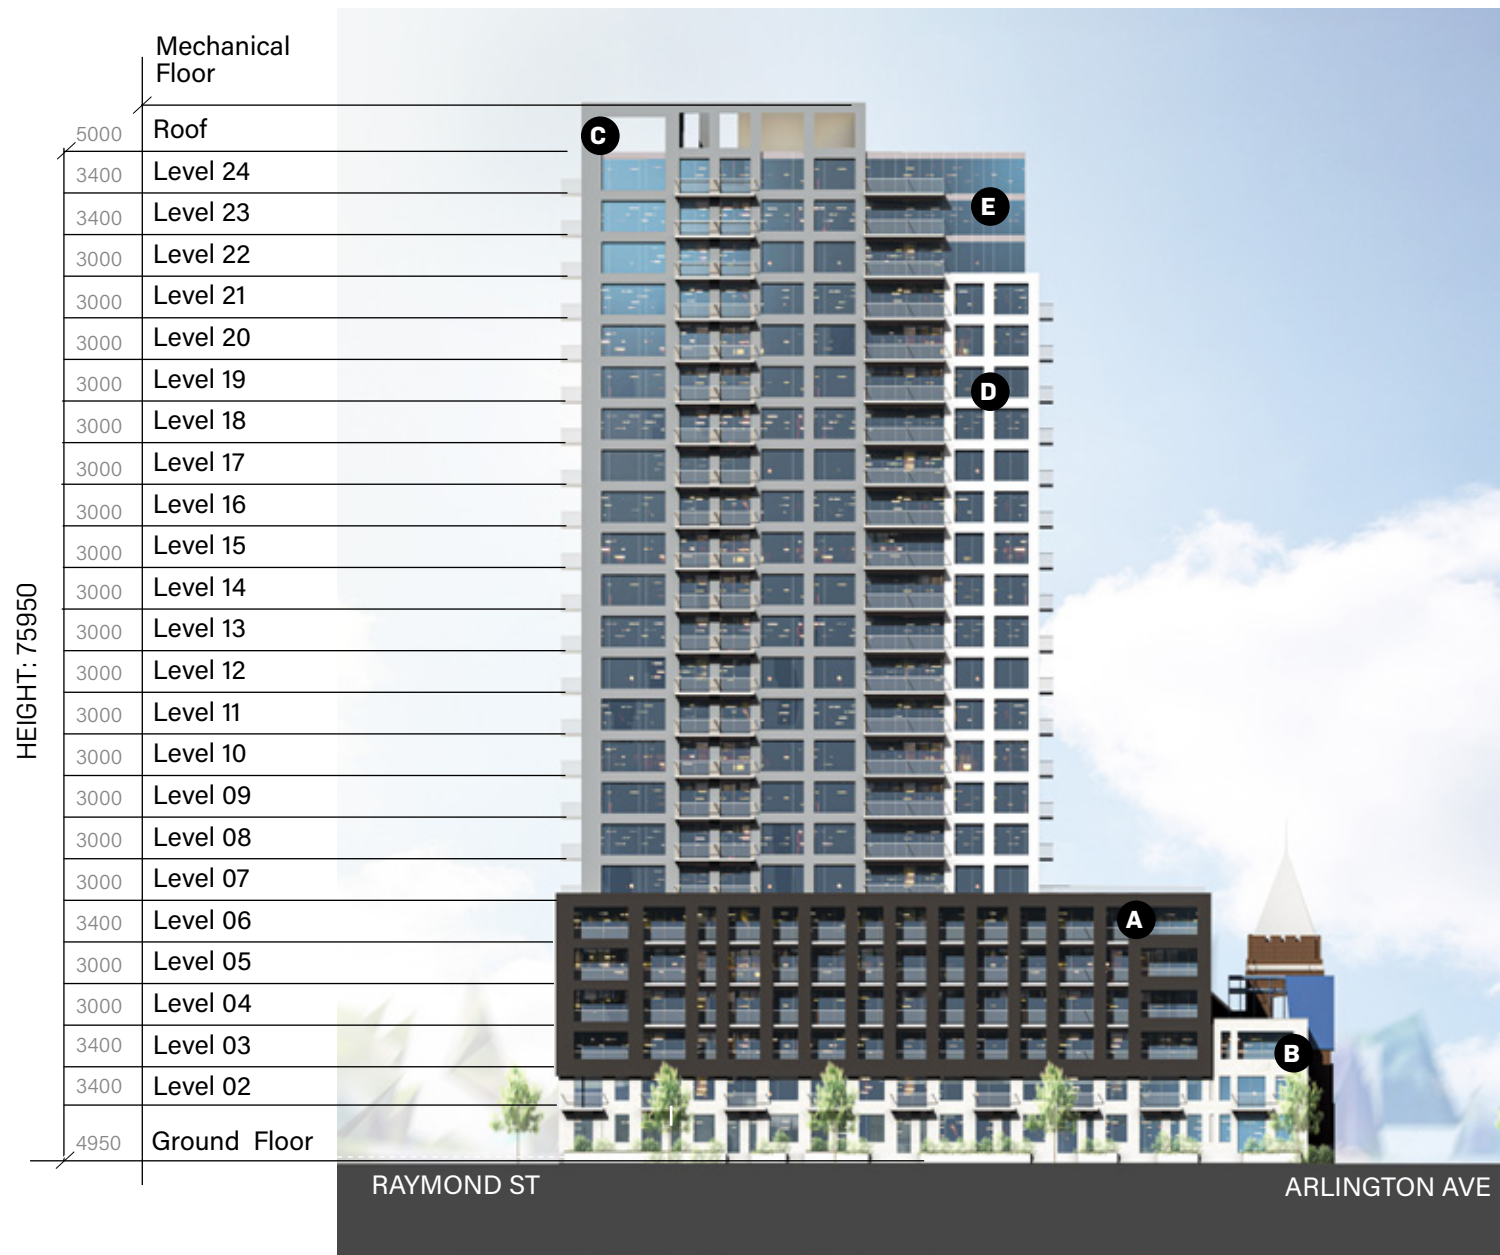 Mechanical
Floor
5000 Roof
3400 Level 24
3400 Level 23
3000 Level 22
3000 Level 21
3000 Level 20
3000 Level 19
3000 Level 18
3000 Level 17
3000 Level 16
3000 Level 15
3000 Level 14
3000 Level 13
3000 Level 12
3000 Level 11
3000 Level 10
3000 Level 09
3000 Level 08
3000 Level 07
3400 Level 06
3000 Level 05
3000 Level 04
3400 Level 03
3400 Level 02
4950 Ground Floor
HEIGHT: 75950
C
E
D
A
B
RAYMOND ST
ARLINGTON AVE